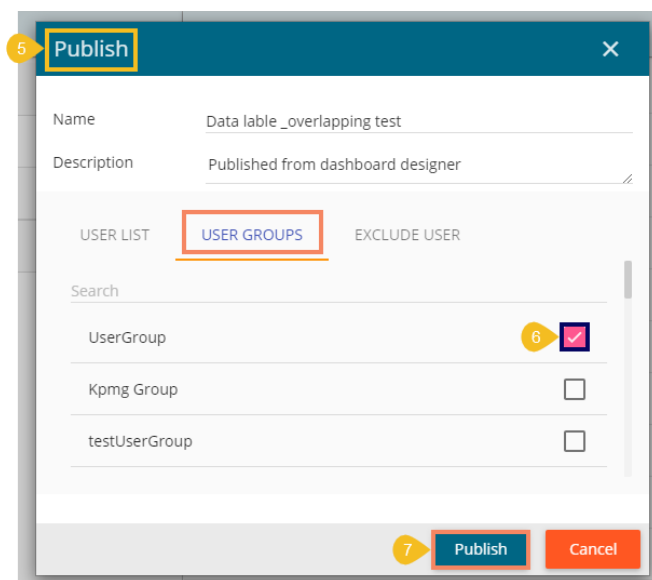 5 Publish
Name Data lable _overlapping test
Description Published from dashboard designer
USER LIST USER GROUPS EXCLUDE USER
Search
UserGroup 6
Kpmg Group
testUserGroup
7 Publish Cancel